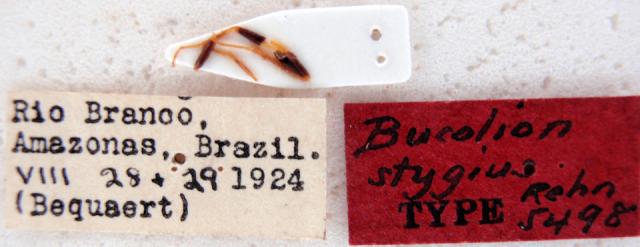 Rio Branco,
Amazonas, Brazil.
VIII 28 + 29 1924
(Bequaert)
Bucolion
stygius
Rehn
TYPE 5498